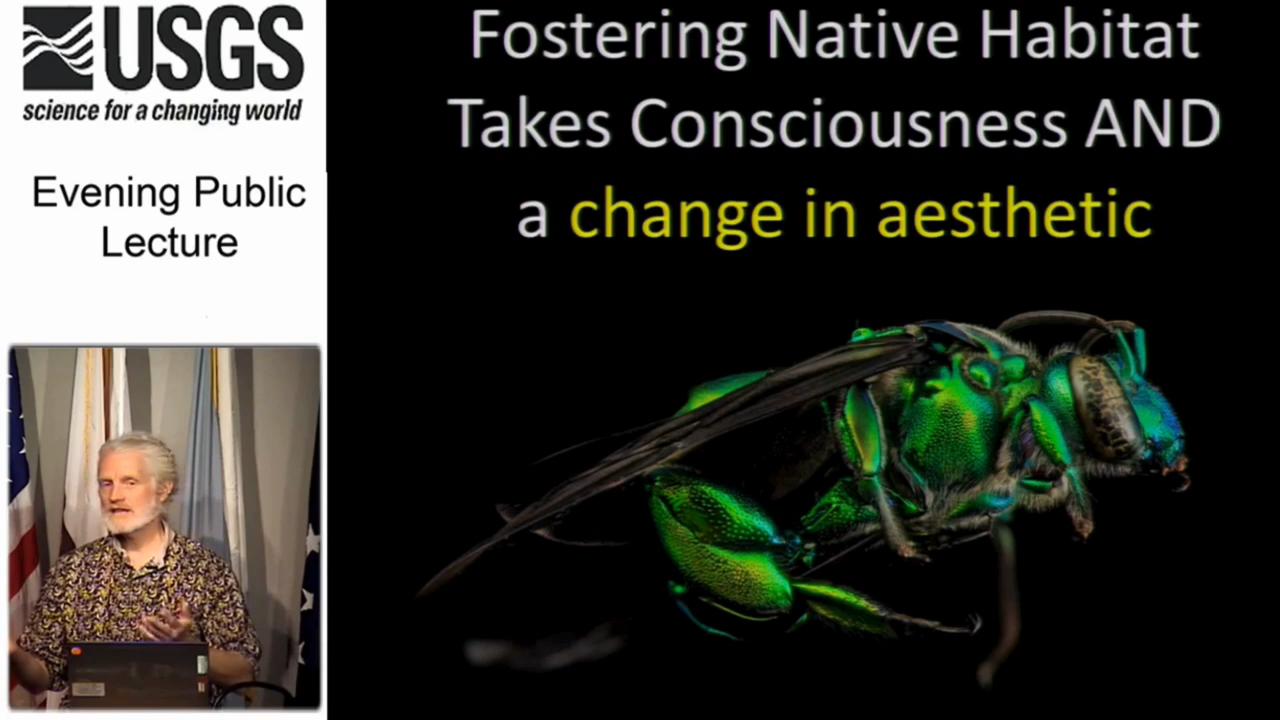 USGS
science for a changing world
Evening Public
Lecture
Fostering Native Habitat
Takes Consciousness AND
a change in aesthetic